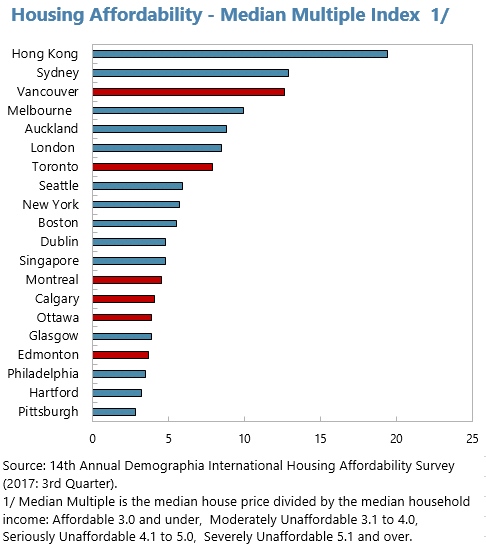 Housing Affordability - Median Multiple Index 1/
Hong Kong
Sydney
Vancouver
Melbourne
Auckland
London
Toronto
Seattle
New York
Boston
Dublin
Singapore
Montreal
Calgary
Ottawa
Glasgow
Edmonton
Philadelphia
Hartford
Pittsburgh
0 5 10 15 20 25
Source: 14th Annual Demographia International Housing Affordability Survey
(2017: 3rd Quarter).
1/ Median Multiple is the median house price divided by the median household
income: Affordable 3.0 and under, Moderately Unaffordable 3.1 to 4.0,
Seriously Unaffordable 4.1 to 5.0, Severely Unaffordable 5.1 and over.